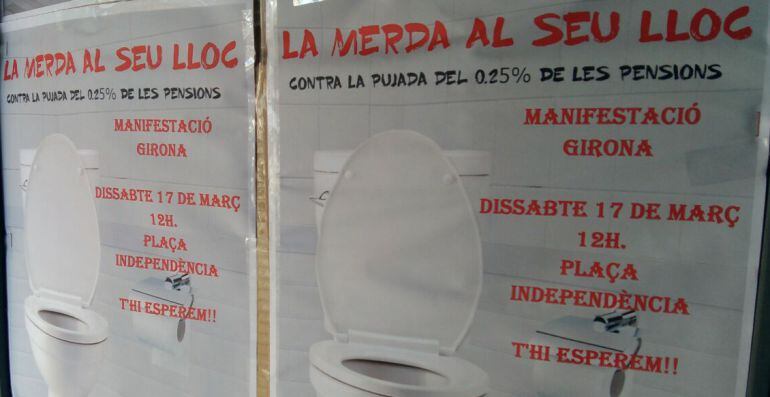 LA MERDA AL SEU LLOC
CONTRA LA PUJADA DEL 0.25% DE LES PENSIONS
MANIFESTACIÓ
GIRONA
DISSABTE 17 DE MARÇ
12H.
PLAÇA
INDEPENDÈNCIA
T'HI ESPEREM!!
LA MERDA AL SEU LLOC
CONTRA LA PUJADA DEL 0.25% DE LES PENSIONS
MANIFESTACIÓ
GIRONA
DISSABTE 17 DE MARÇ
12H.
PLAÇA
INDEPENDÈNCIA
T'HI ESPEREM!!